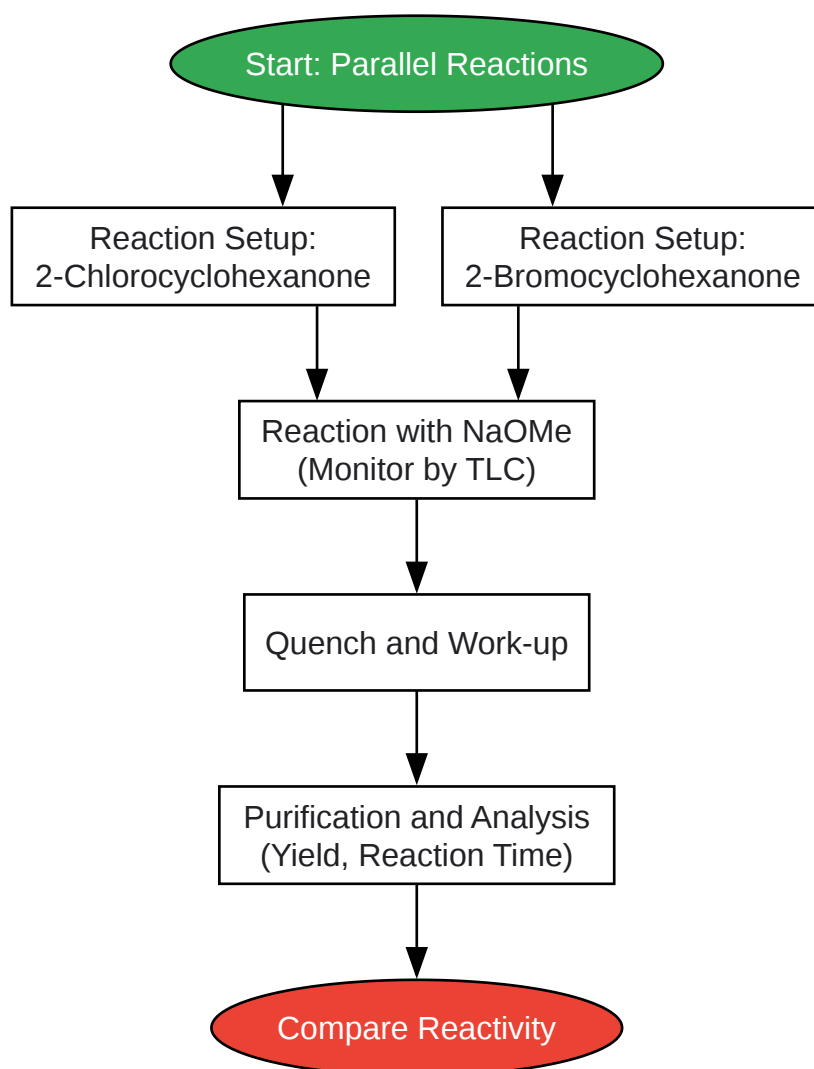 Start: Parallel Reactions
Reaction Setup:
2-Chlorocyclohexanone
Reaction Setup:
2-Bromocyclohexanone
Reaction with NaOMe
(Monitor by TLC)
Quench and Work-up
Purification and Analysis
(Yield, Reaction Time)
Compare Reactivity